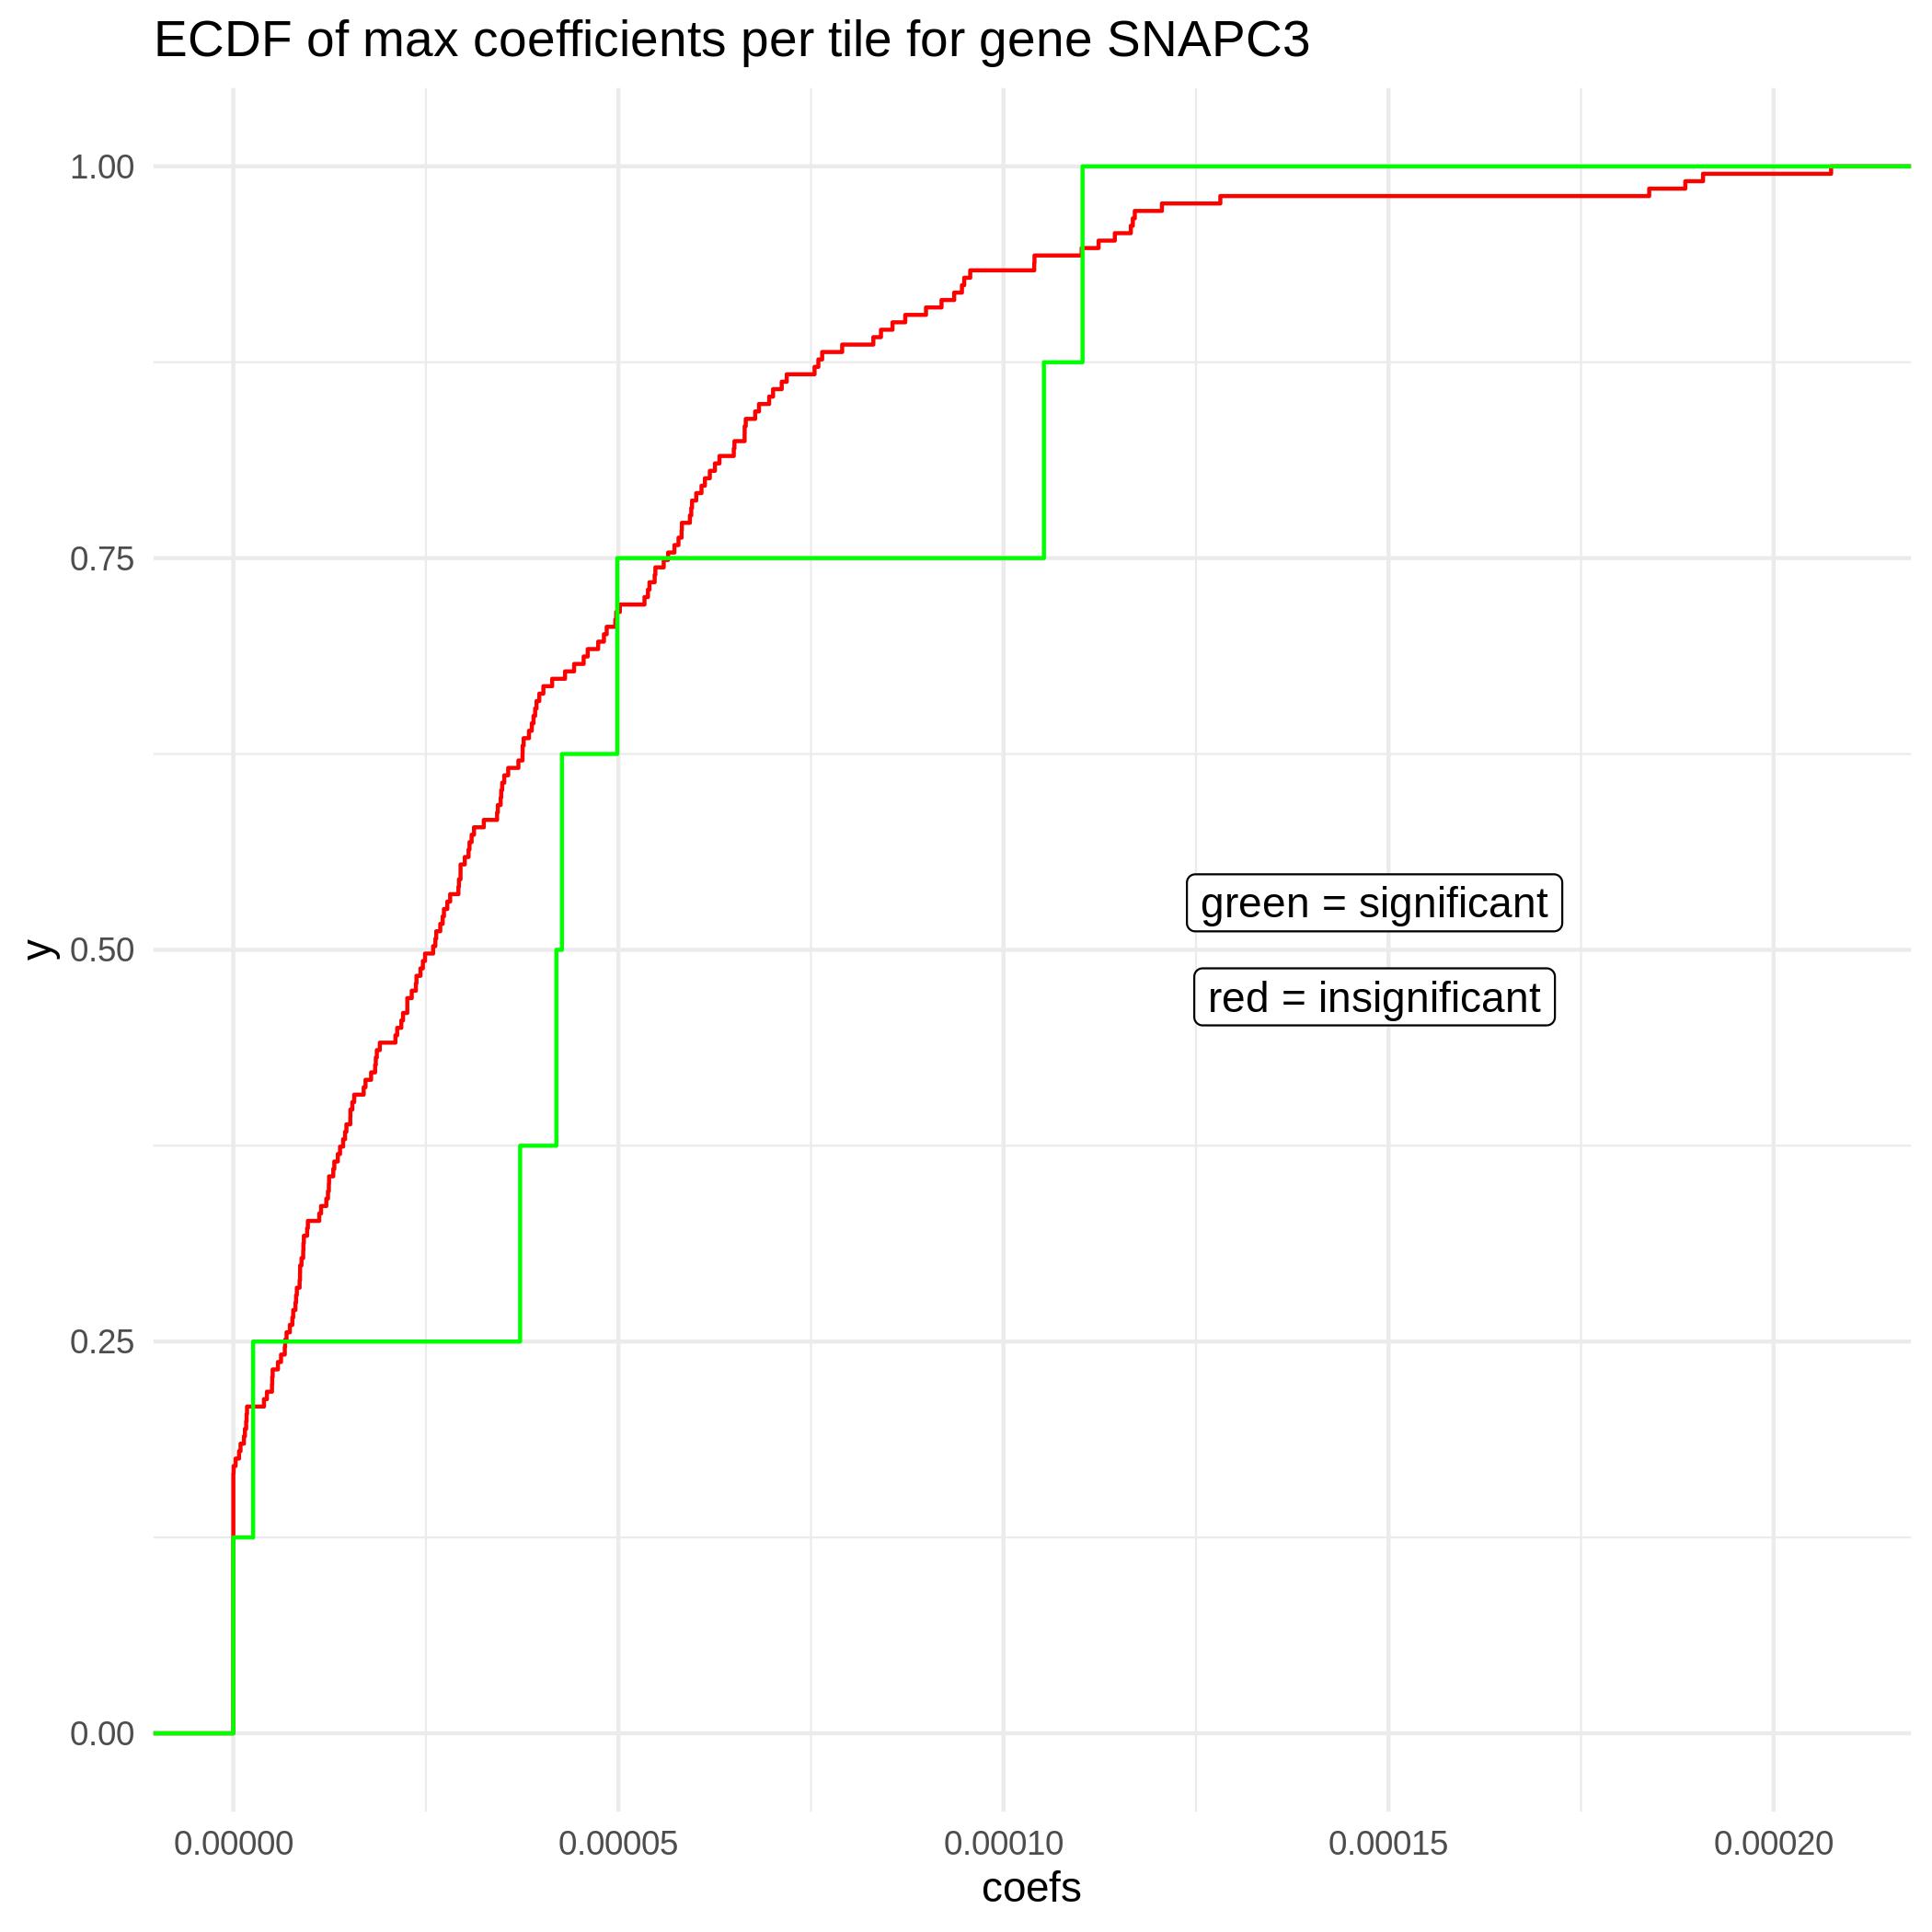 ECDF of max coefficients per tile for gene SNAPC3
1.00
0.75
0.50
0.25
0.00
y
green = significant
red = insignificant
0.00000 0.00005 0.00010 0.00015 0.00020
coefs